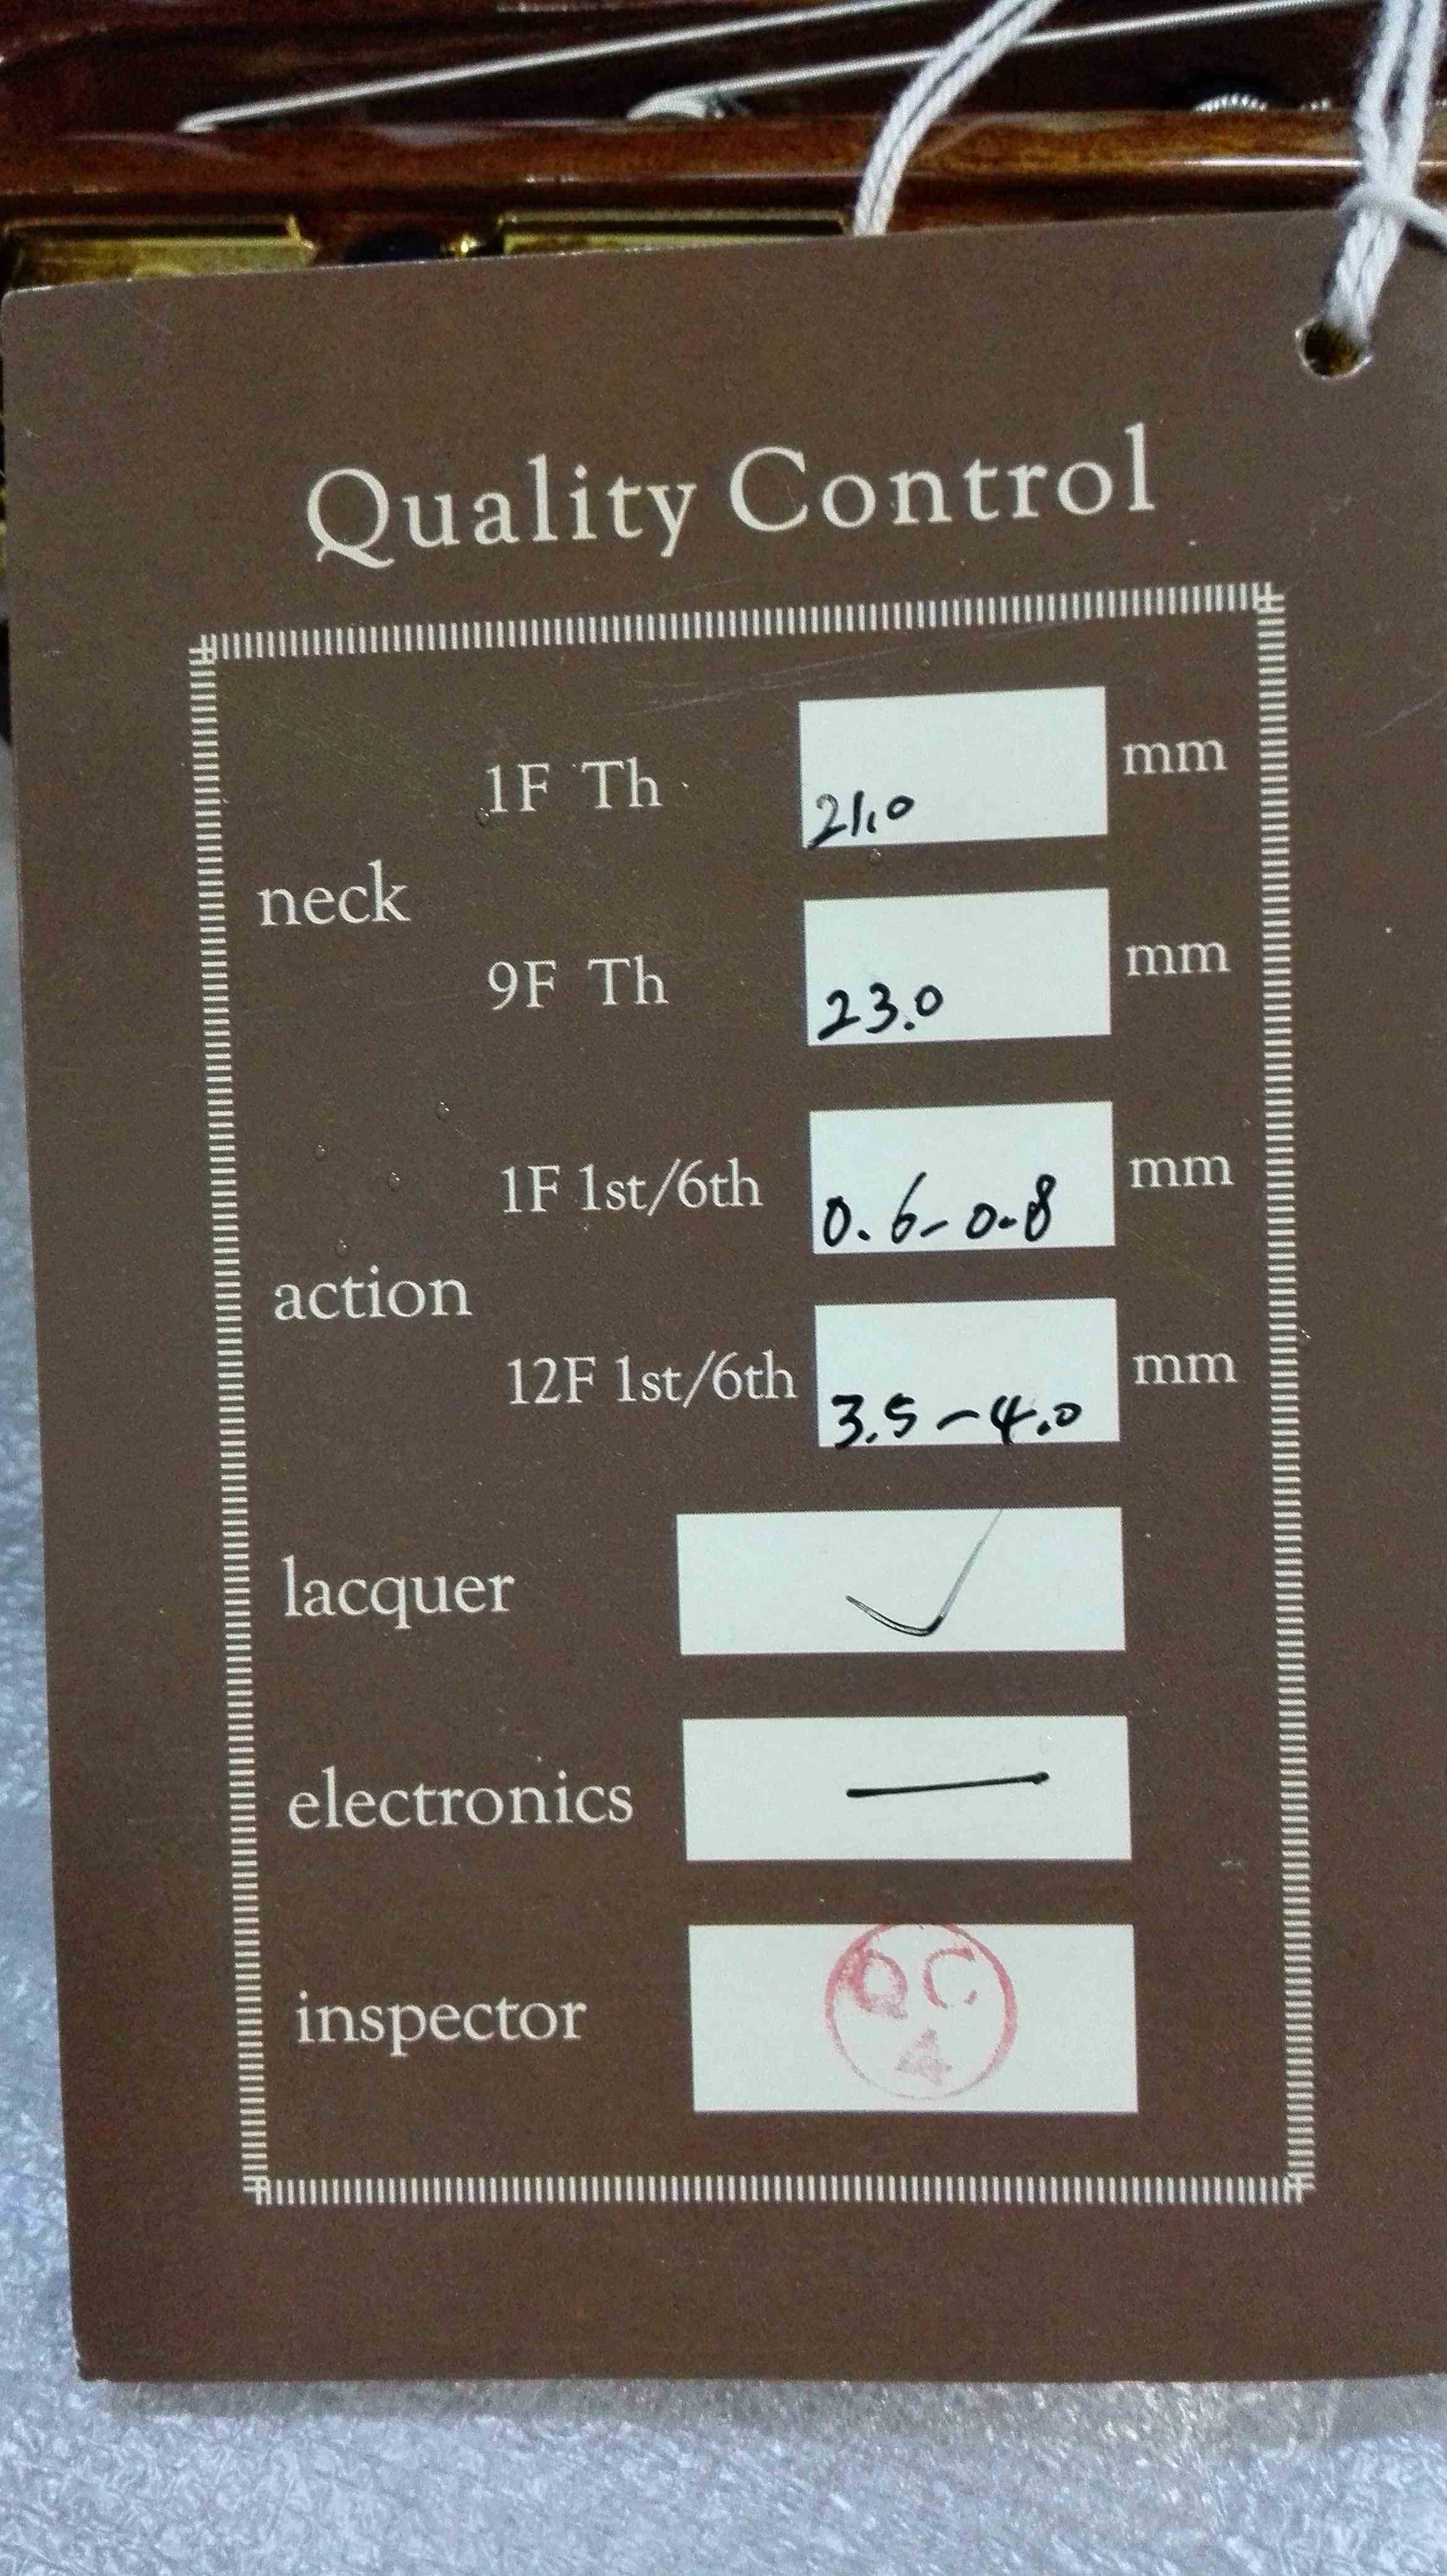 Quality Control
1F Th 21.0 mm
neck
9F Th 23.0 mm
1F 1st/6th 0.6-0.8 mm
action
12F 1st/6th 3.5-4.0 mm
lacquer ✓
electronics —
inspector QC
4